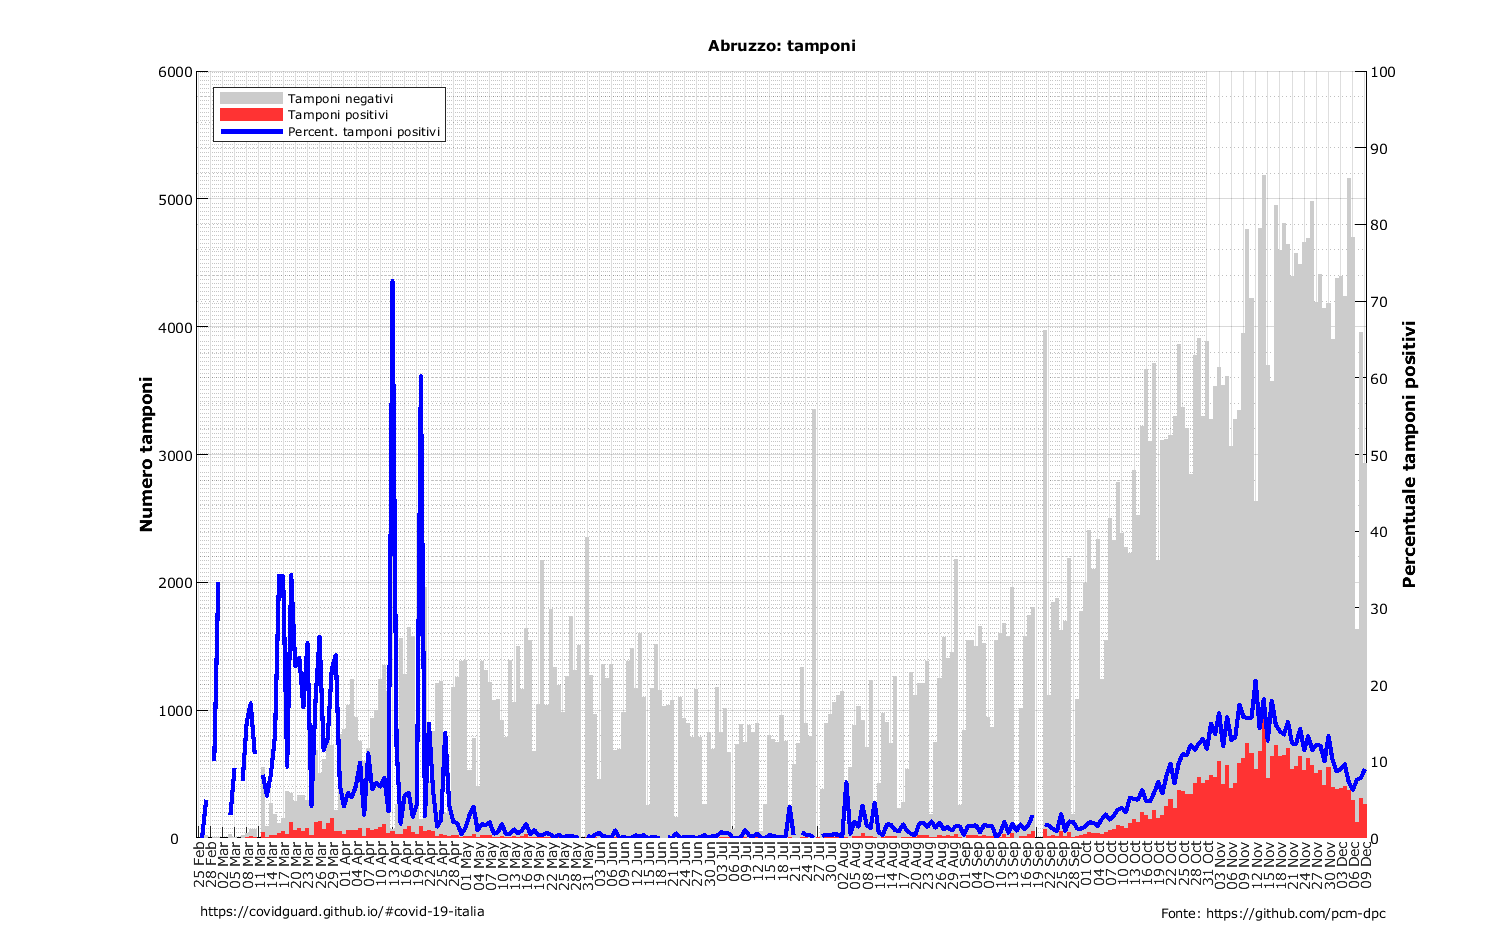 Abruzzo: tamponi
Tamponi negativi
Tamponi positivi
Percent. tamponi positivi
Numero tamponi
6000
5000
4000
3000
2000
1000
0
100
90
80
70
60
50
40
30
20
10
0
Percentuale tamponi positivi
25 Feb
28 Feb
02 Mar
05 Mar
08 Mar
11 Mar
14 Mar
17 Mar
20 Mar
23 Mar
26 Mar
29 Mar
01 Apr
04 Apr
07 Apr
10 Apr
13 Apr
16 Apr
19 Apr
22 Apr
25 Apr
28 Apr
01 May
04 May
07 May
10 May
13 May
16 May
19 May
22 May
25 May
28 May
31 May
03 Jun
06 Jun
09 Jun
12 Jun
15 Jun
18 Jun
21 Jun
24 Jun
27 Jun
30 Jun
03 Jul
06 Jul
09 Jul
12 Jul
15 Jul
18 Jul
21 Jul
24 Jul
27 Jul
30 Jul
02 Aug
05 Aug
08 Aug
11 Aug
14 Aug
17 Aug
20 Aug
23 Aug
26 Aug
29 Aug
01 Sep
04 Sep
07 Sep
10 Sep
13 Sep
16 Sep
19 Sep
22 Sep
25 Sep
28 Sep
01 Oct
04 Oct
07 Oct
10 Oct
13 Oct
16 Oct
19 Oct
22 Oct
25 Oct
28 Oct
31 Oct
03 Nov
06 Nov
09 Nov
12 Nov
15 Nov
18 Nov
21 Nov
24 Nov
27 Nov
30 Nov
03 Dec
06 Dec
09 Dec
https://covidguard.github.io/#covid-19-italia
Fonte: https://github.com/pcm-dpc